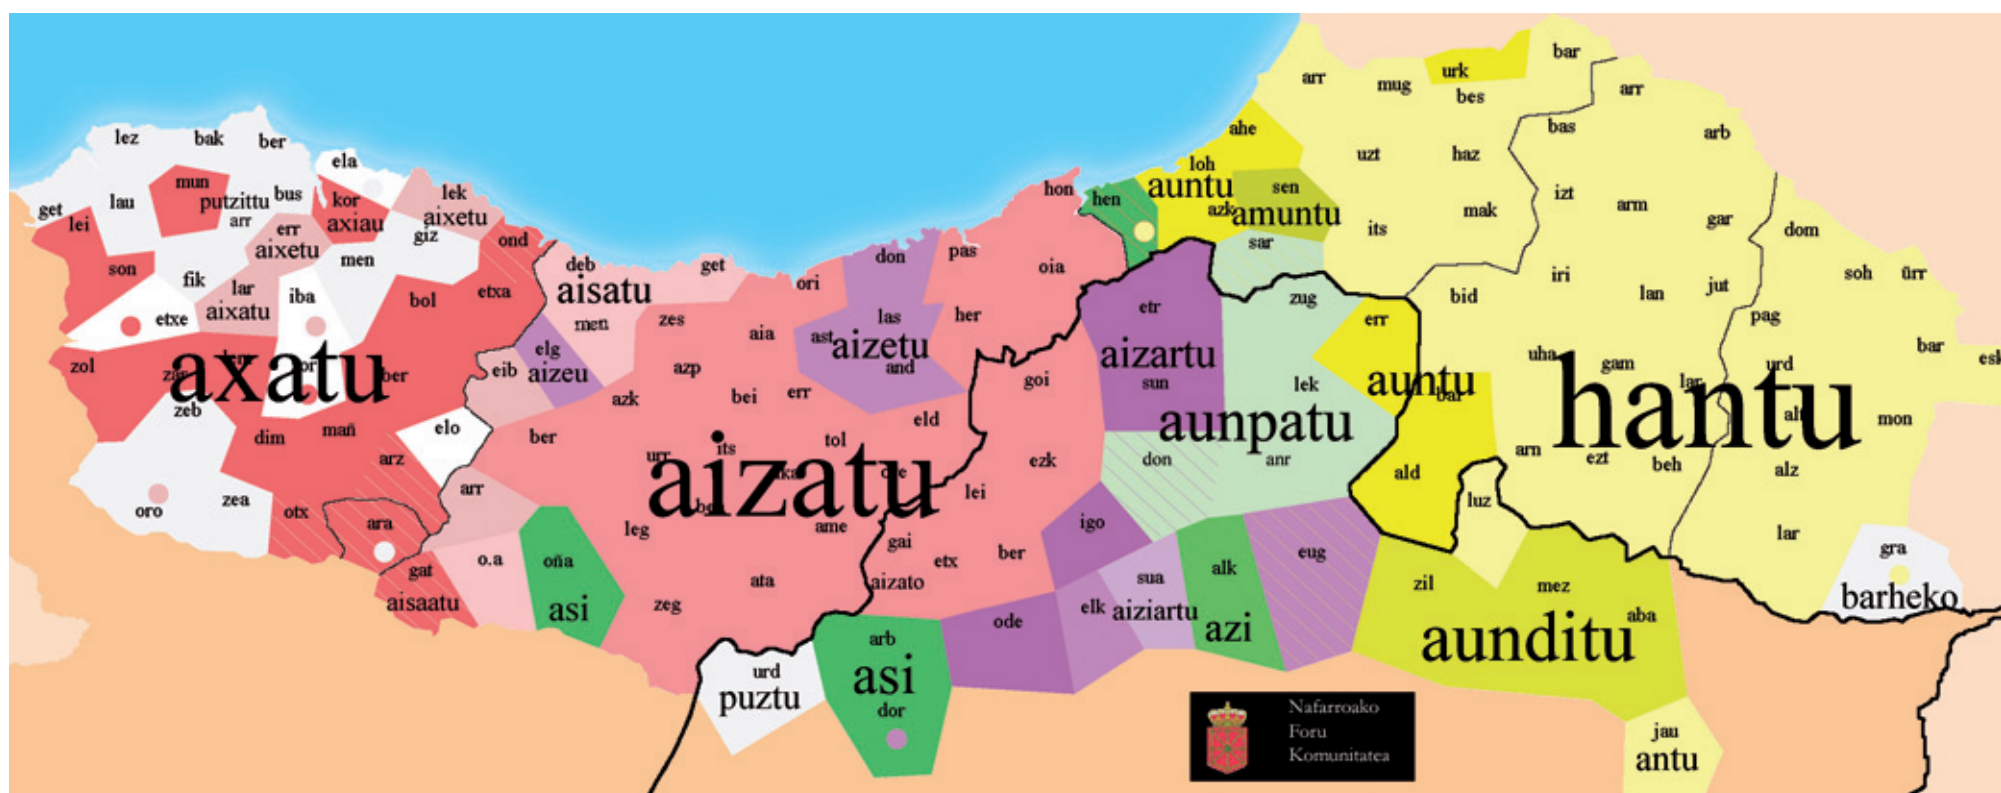 bar
urk
arr
mug
bes
arr
bas
arb
lez
bak
ber
ela
ahe
loh
uzt
haz
mun
putzittu
bus
kor
lek
hon
hen
auntu
sen
izt
arm
gar
get
lau
arr
axiau
aixetu
azk
amuntu
mak
lei
err
giz
ond
its
dom
aixetu
men
sar
son
fik
deb
get
don
pas
oia
iri
soh
ürr
lar
iba
bol
etxa
aisatu
ori
zug
bid
lan
jut
etxe
aixatu
men
zes
aia
las
her
etr
err
pag
elg
ast
aizetu
aizartu
uha
bar
zol
axatu
ber
eib
aizeu
azp
and
sun
gam
urd
esk
zeb
azk
bei
err
goi
lek
auntu
lar
hantu
dim
mañ
elo
ber
eld
aunpatu
alt
mon
arz
urr
its
tol
ezk
don
anr
ald
arn
ezt
beh
alz
oro
zea
otx
arr
aizatu
lei
luz
ara
leg
ame
igo
lar
gat
o.a
oña
gai
etx
ber
eug
gra
aisaatu
asi
zeg
ata
aizato
sua
alk
zil
mez
barheko
arb
ode
elk
aiziartu
azi
aunditu
aba
urd
puztu
asi
dor
Nafarroako
Foru
Komunitatea
jau
antu